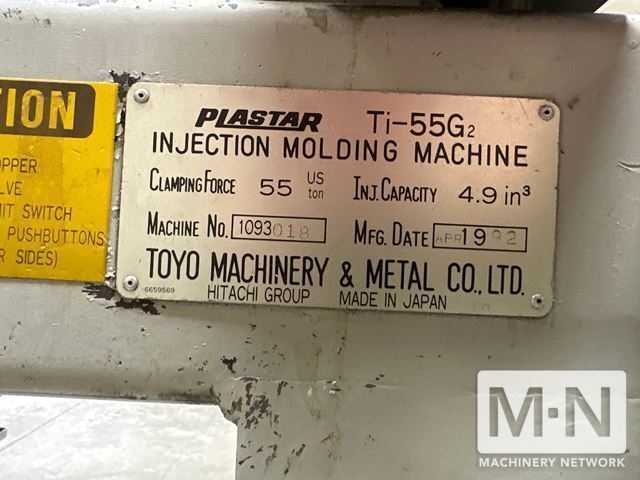 TION
OPPER
LVE
MIT SWITCH
PUSHBUTTONS
R SIDES)
PLASTAR Ti-55G2
INJECTION MOLDING MACHINE
CLAMPING FORCE 55 US ton INJ. CAPACITY 4.9 in³
MACHINE NO. 1093018 MFG. DATE APR 1992
TOYO MACHINERY & METAL CO., LTD.
6659569 HITACHI GROUP MADE IN JAPAN
M·N
MACHINERY NETWORK